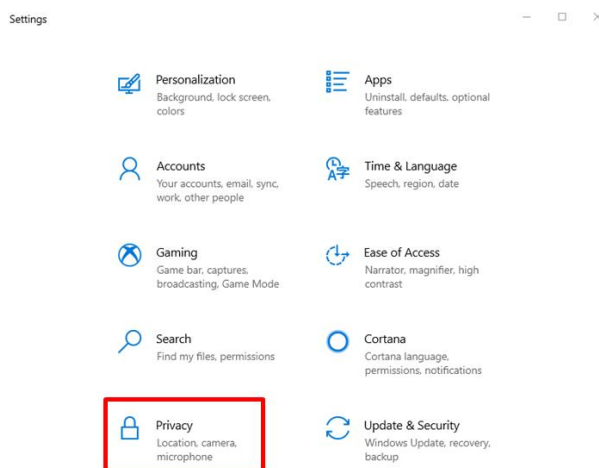 Settings
Personalization
Background, lock screen,
colors
Apps
Uninstall, defaults, optional
features
Accounts
Your accounts, email, sync,
work, other people
Time & Language
Speech, region, date
Gaming
Game bar, captures,
broadcasting, Game Mode
Ease of Access
Narrator, magnifier, high
contrast
Search
Find my files, permissions
Cortana
Cortana language,
permissions, notifications
Privacy
Location, camera,
microphone
Update & Security
Windows Update, recovery,
backup